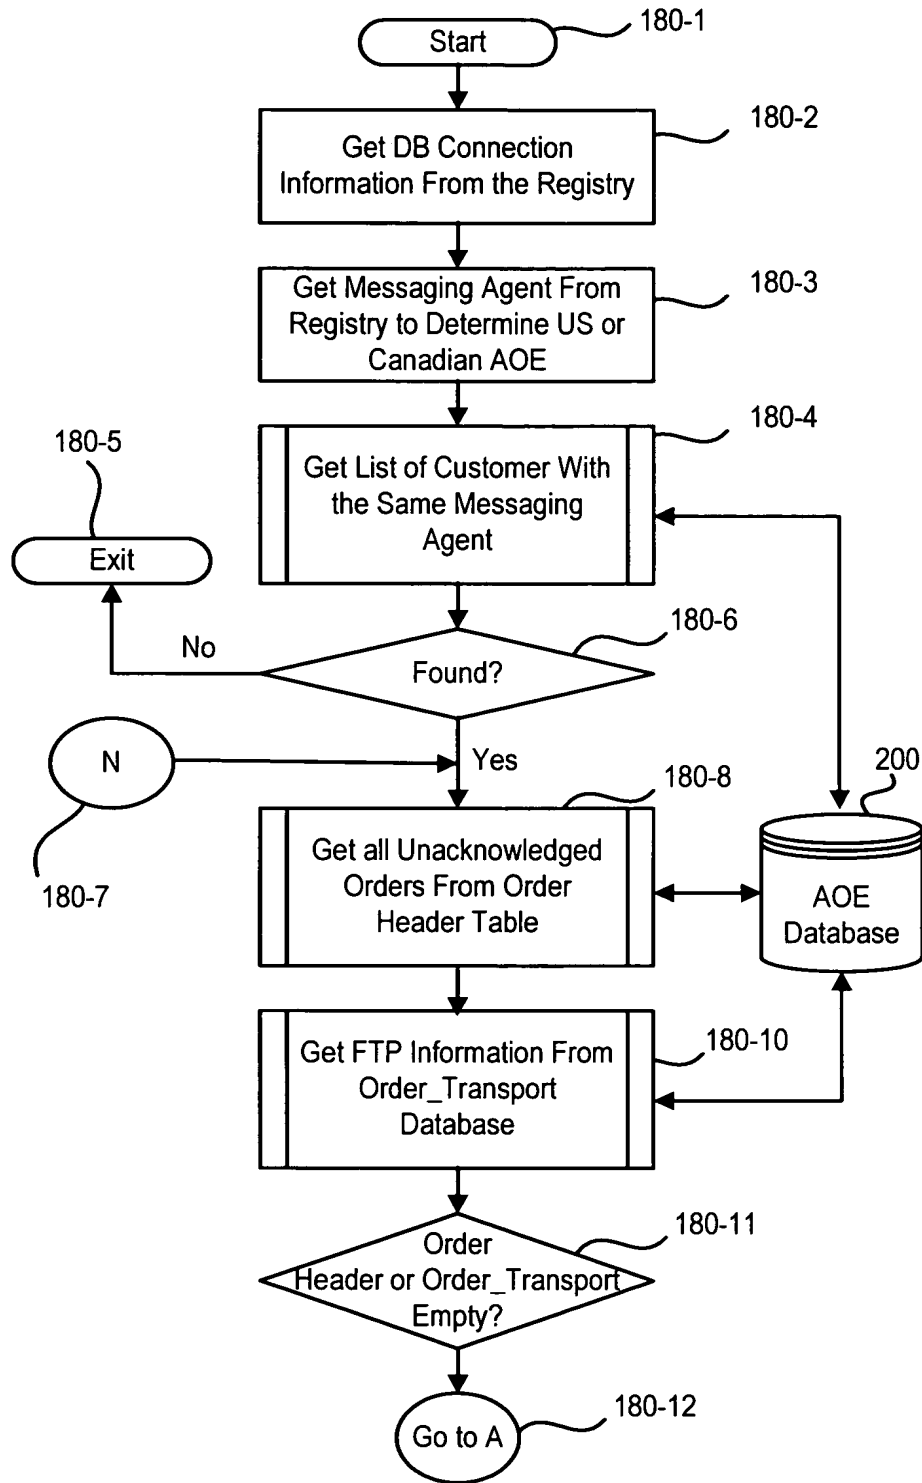 Start
180-1
Get DB Connection
Information From the Registry
180-2
Get Messaging Agent From
Registry to Determine US or
Canadian AOE
180-3
Get List of Customer With
the Same Messaging
Agent
180-4
180-5
Exit
No
Found?
180-6
N
Yes
180-7
180-8
Get all Unacknowledged
Orders From Order
Header Table
200
AOE
Database
Get FTP Information From
Order_Transport
Database
180-10
Order
Header or Order_Transport
Empty?
180-11
Go to A
180-12